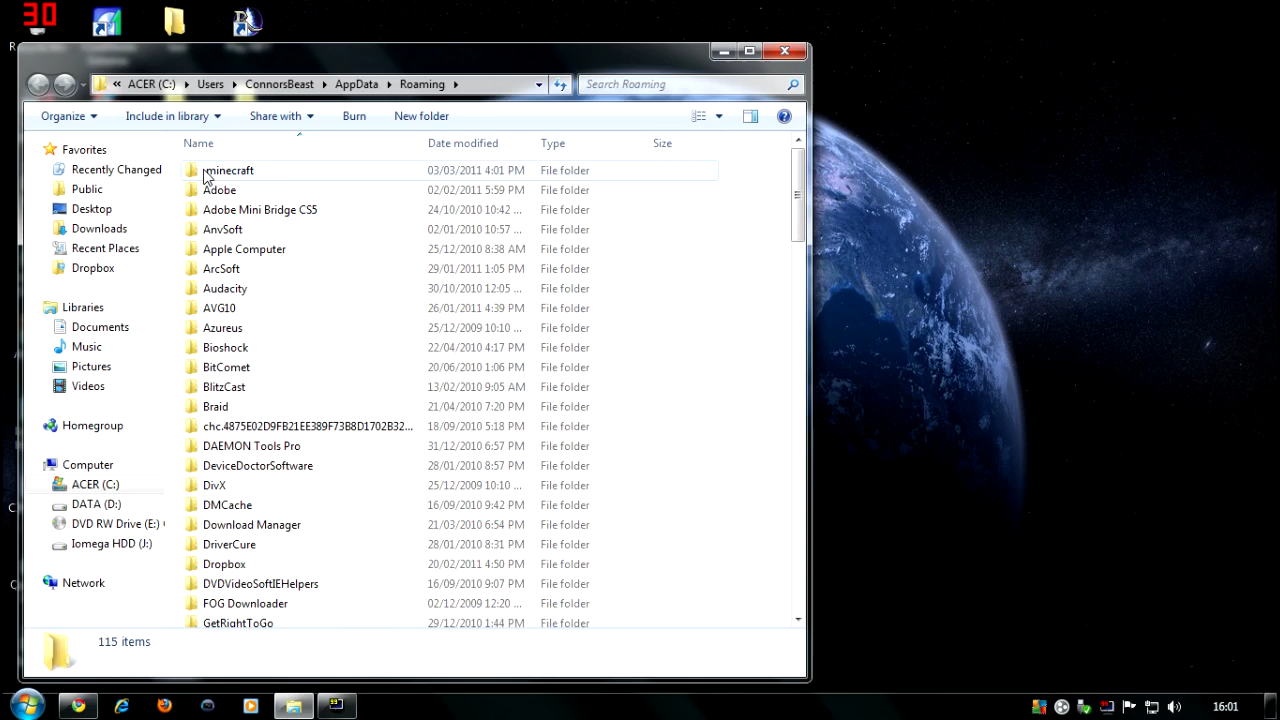 30
ACER (C:) Users ConnorsBeast AppData Roaming Search Roaming
Organize Include in library Share with Burn New folder
Name Date modified Type Size
Favorites
Recently Changed
Public
Desktop
Downloads
Recent Places
Dropbox
Libraries
Documents
Music
Pictures
Videos
Homegroup
Computer
ACER (C:)
DATA (D:)
DVD RW Drive (E:)
Iomega HDD (J:)
Network
minecraft 03/03/2011 4:01 PM File folder
Adobe 02/02/2011 5:59 PM File folder
Adobe Mini Bridge CS5 24/10/2010 10:42 ... File folder
AnvSoft 02/01/2010 10:57 ... File folder
Apple Computer 25/12/2009 8:38 AM File folder
ArcSoft 29/01/2011 1:05 PM File folder
Audacity 30/10/2010 12:05 ... File folder
AVG10 26/01/2011 4:39 PM File folder
Azureus 25/12/2009 10:10 ... File folder
Bioshock 22/04/2010 4:17 PM File folder
BitComet 20/06/2010 1:06 PM File folder
BlitzCast 13/02/2010 9:05 AM File folder
Braid 21/04/2010 7:20 PM File folder
chc.4875E02D9FB21EE389F73B8D1702B32... 18/09/2010 5:18 PM File folder
DAEMON Tools Pro 31/12/2010 6:57 PM File folder
DeviceDoctorSoftware 28/01/2010 8:57 PM File folder
DivX 25/12/2009 10:10 ... File folder
DMCache 16/09/2010 9:42 PM File folder
Download Manager 21/03/2010 6:54 PM File folder
DriverCure 28/01/2010 8:31 PM File folder
Dropbox 20/02/2011 4:50 PM File folder
DVDVideoSoftIEHelpers 16/09/2010 9:07 PM File folder
FOG Downloader 02/12/2009 12:20 ... File folder
GetRightToGo 29/12/2010 1:44 PM File folder
115 items
16:01